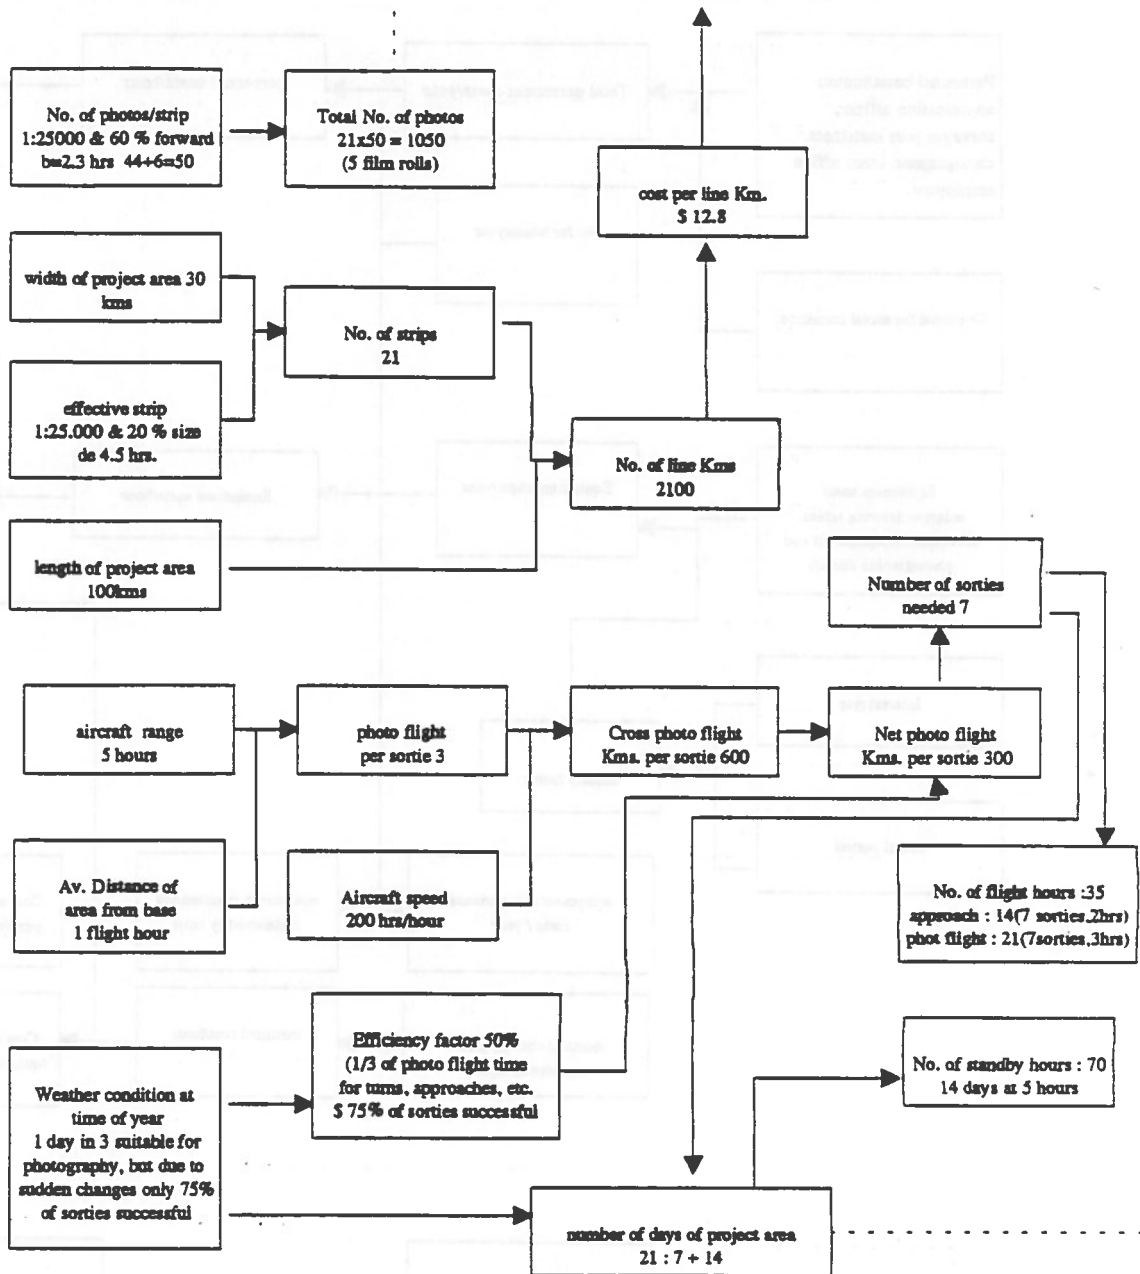 No. of photos/strip
1:25000 & 60 % forward
b=2.3 hrs 44+6=50
Total No. of photos
21x50 = 1050
(5 film rolls)
cost per line Km.
$ 12.8
width of project area 30
kms
No. of strips
21
effective strip
1:25.000 & 20 % size
de 4.5 hrs.
No. of line Kms
2100
length of project area
100kms
Number of sorties
needed 7
aircraft range
5 hours
photo flight
per sortie 3
Cross photo flight
Kms. per sortie 600
Net photo flight
Kms. per sortie 300
Av. Distance of
area from base
1 flight hour
Aircraft speed
200 hrs/hour
No. of flight hours :35
approach : 14(7 sorties,2hrs)
phot flight : 21(7sorties,3hrs)
Efficiency factor 50%
(1/3 of photo flight time
for turns, approaches, etc.
$ 75% of sorties successful
No. of standby hours : 70
14 days at 5 hours
Weather condition at
time of year
1 day in 3 suitable for
photography, but due to
sudden changes only 75%
of sorties successful
number of days of project area
21 : 7 + 14